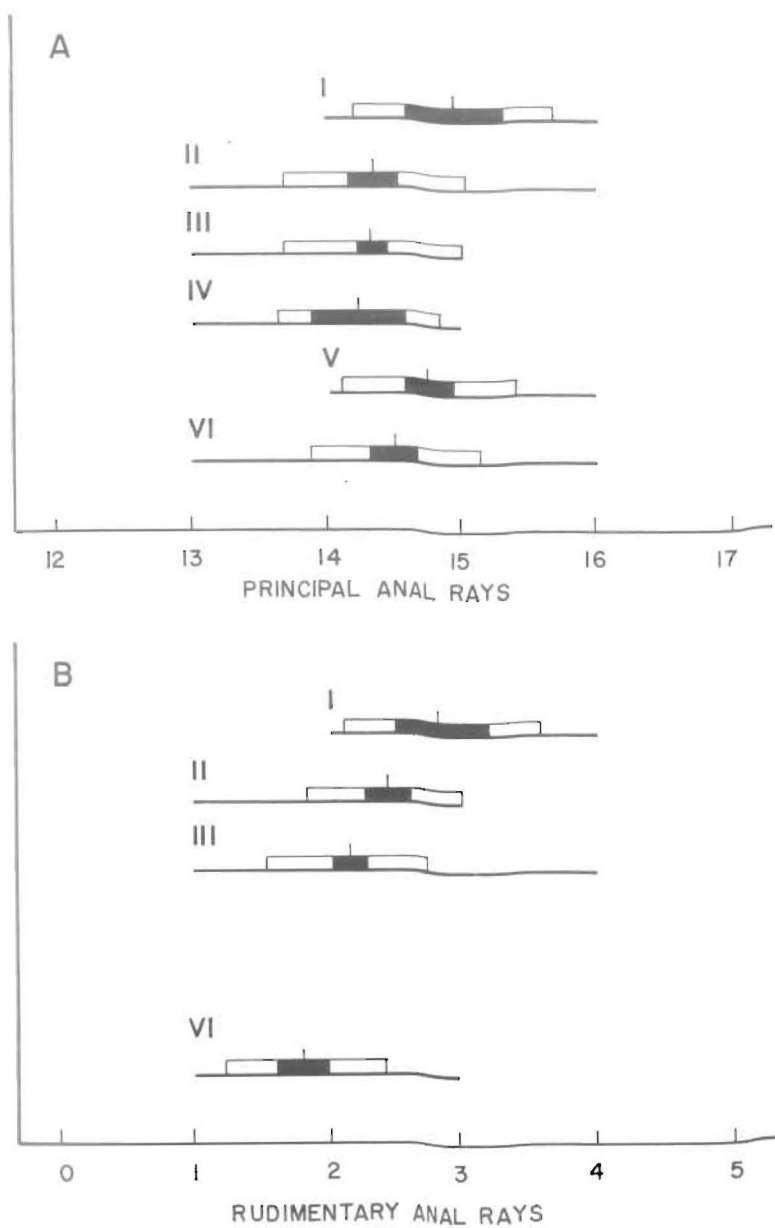 A
I
II
III
IV
V
VI
12 13 14 15 16 17
PRINCIPAL ANAL RAYS
B
I
II
III
VI
0 1 2 3 4 5
RUDIMENTARY ANAL RAYS